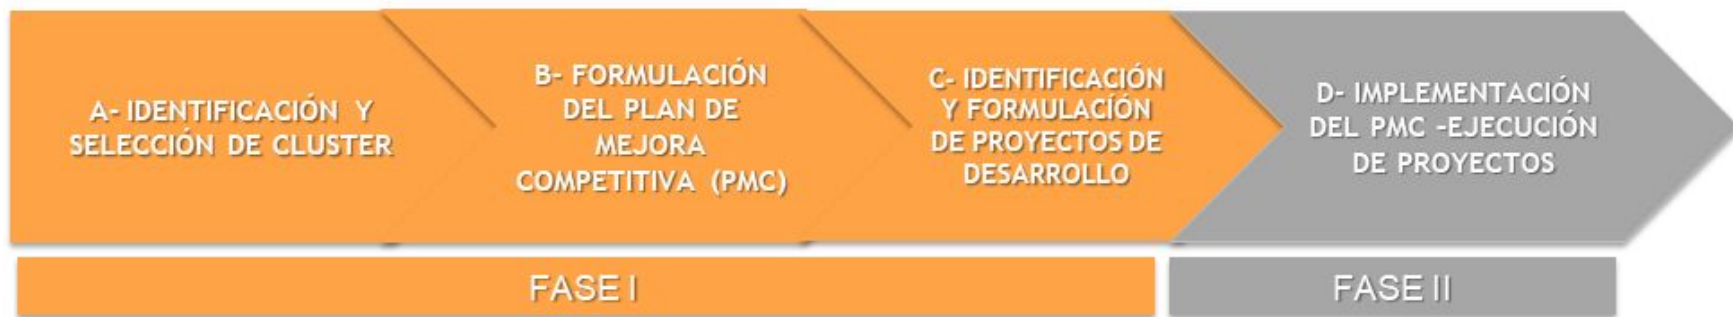 A- IDENTIFICACIÓN Y
SELECCIÓN DE CLUSTER
B- FORMULACIÓN
DEL PLAN DE
MEJORA
COMPETITIVA (PMC)
C- IDENTIFICACIÓN
Y FORMULACÍÓN
DE PROYECTOS DE
DESARROLLO
D- IMPLEMENTACIÓN
DEL PMC -EJECUCIÓN
DE PROYECTOS
FASE I
FASE II